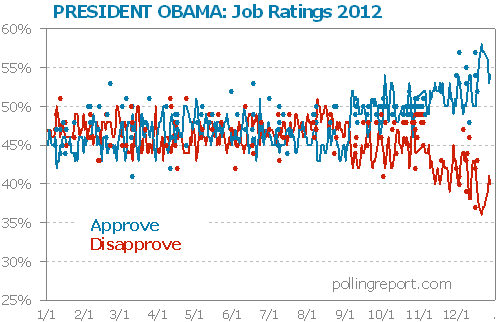 PRESIDENT OBAMA: Job Ratings 2012
60%
55%
50%
45%
40%
35%
30%
25%
Approve
Disapprove
pollingreport.com
1/1 2/1 3/1 4/1 5/1 6/1 7/1 8/1 9/1 10/1 11/1 12/1